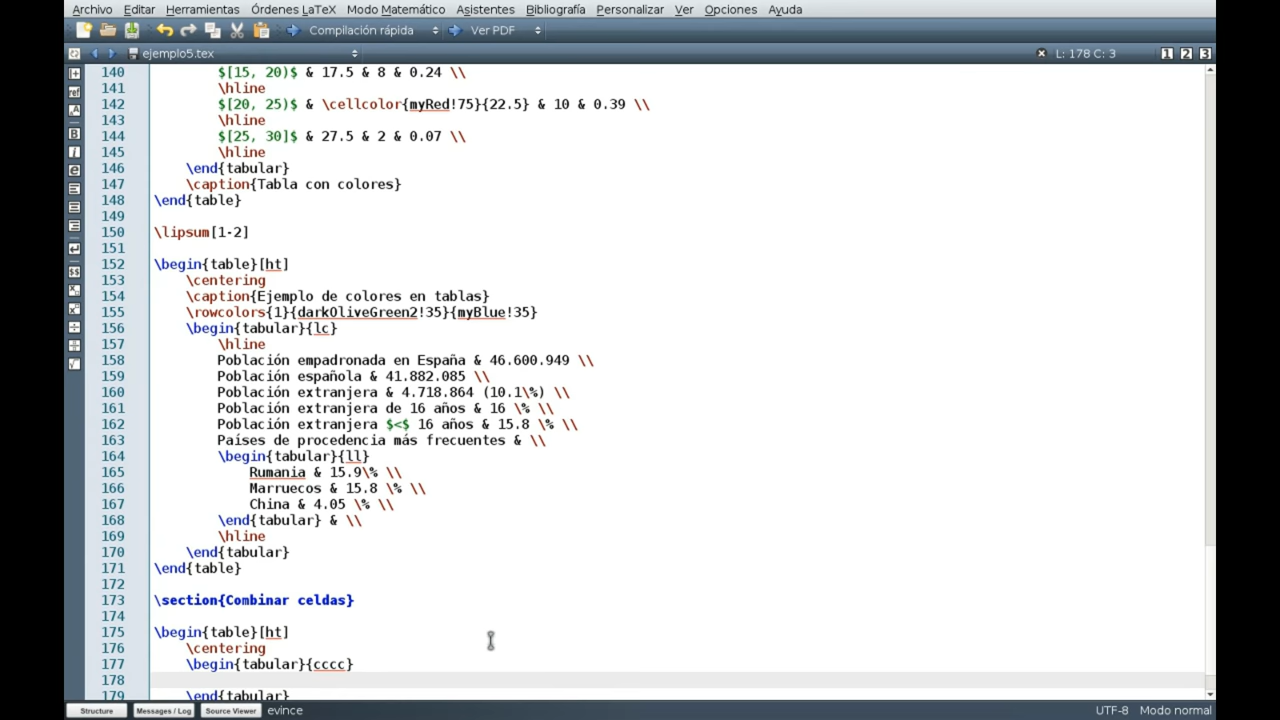 Archivo Editar Herramientas Órdenes LaTeX Modo Matemático Asistentes Bibliografía Personalizar Ver Opciones Ayuda
Compilación rápida Ver PDF
ejemplo5.tex L: 178 C: 3 1 2 3
140 $[15, 20)$ & 17.5 & 8 & 0.24 \\
141 \hline
142 $[20, 25)$ & \cellcolor{myRed!75}{22.5} & 10 & 0.39 \\
143 \hline
144 $[25, 30]$ & 27.5 & 2 & 0.07 \\
145 \hline
146 \end{tabular}
147 \caption{Tabla con colores}
148 \end{table}
149
150 \lipsum[1-2]
151
152 \begin{table}[ht]
153 \centering
154 \caption{Ejemplo de colores en tablas}
155 \rowcolors{1}{darkOliveGreen2!35}{myBlue!35}
156 \begin{tabular}{lc}
157 \hline
158 Población empadronada en España & 46.600.949 \\
159 Población española & 41.882.085 \\
160 Población extranjera & 4.718.864 (10.1\%) \\
161 Población extranjera de 16 años & 16 \% \\
162 Población extranjera $<$ 16 años & 15.8 \% \\
163 Países de procedencia más frecuentes & \\
164 \begin{tabular}{ll}
165 Rumania & 15.9\% \\
166 Marruecos & 15.8 \% \\
167 China & 4.05 \% \\
168 \end{tabular} & \\
169 \hline
170 \end{tabular}
171 \end{table}
172
173 \section{Combinar celdas}
174
175 \begin{table}[ht]
176 \centering
177 \begin{tabular}{cccc}
178
179 \end{tabular}
Structure Messages / Log Source Viewer evince UTF-8 Modo normal